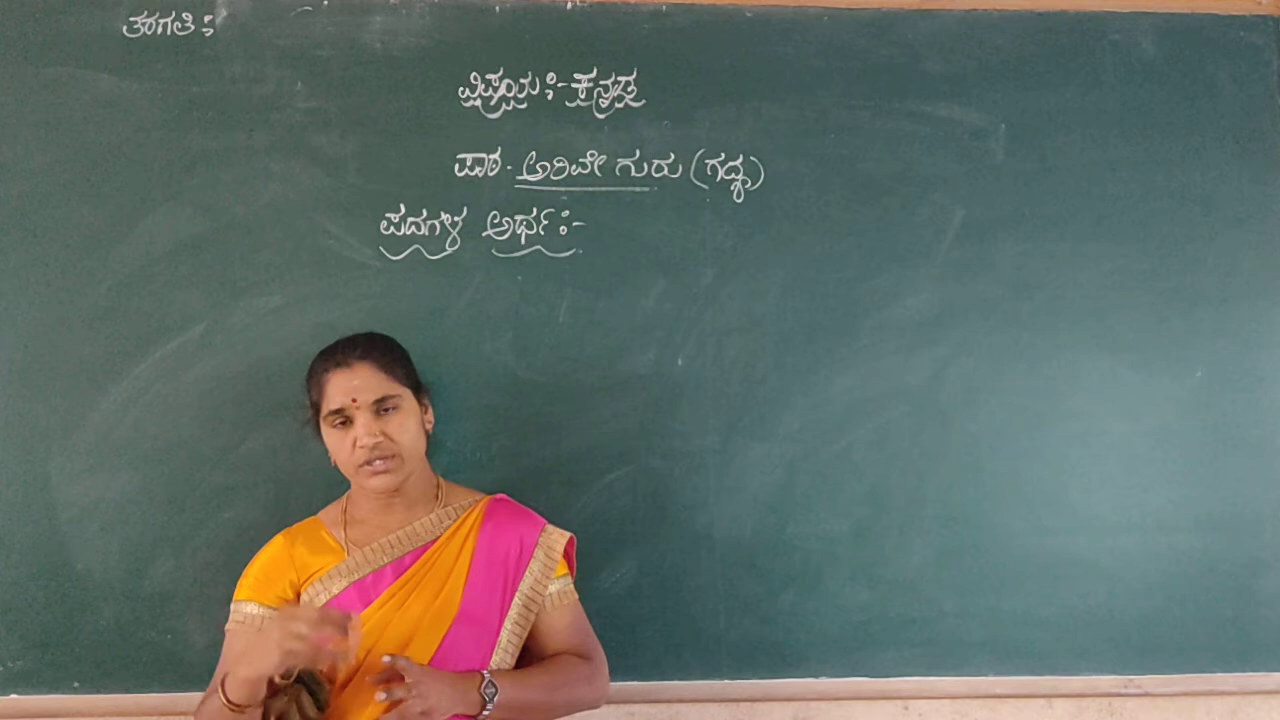 ತರಗತಿ :
ವಿಷಯ :- ಕನ್ನಡ
ಪಾಠ - ಅರಿವೇ ಗುರು (ಗದ್ಯ)
ಪದಗಳ ಅರ್ಥ :-